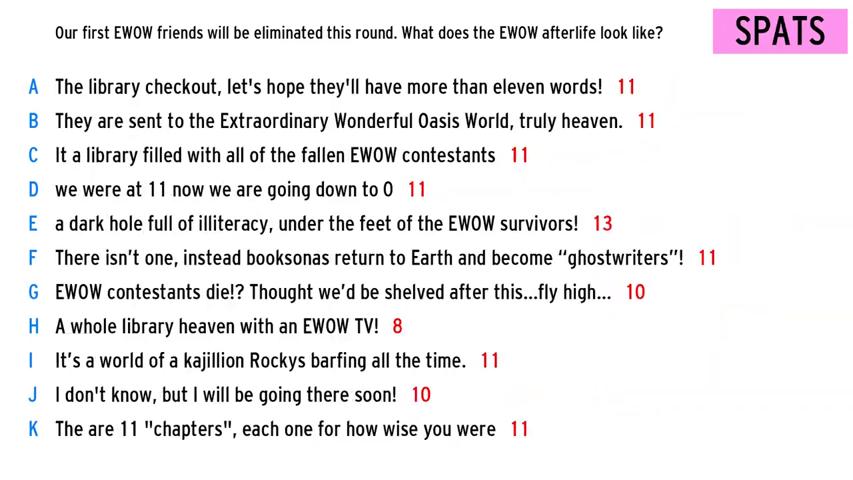 Our first EWOW friends will be eliminated this round. What does the EWOW afterlife look like?
SPATS
A The library checkout, let's hope they'll have more than eleven words! 11
B They are sent to the Extraordinary Wonderful Oasis World, truly heaven. 11
C It a library filled with all of the fallen EWOW contestants 11
D we were at 11 now we are going down to 0 11
E a dark hole full of illiteracy, under the feet of the EWOW survivors! 13
F There isn’t one, instead booksonas return to Earth and become “ghostwriters”! 11
G EWOW contestants die!? Thought we’d be shelved after this...fly high... 10
H A whole library heaven with an EWOW TV! 8
I It’s a world of a kajillion Rockys barfing all the time. 11
J I don't know, but I will be going there soon! 10
K The are 11 "chapters", each one for how wise you were 11